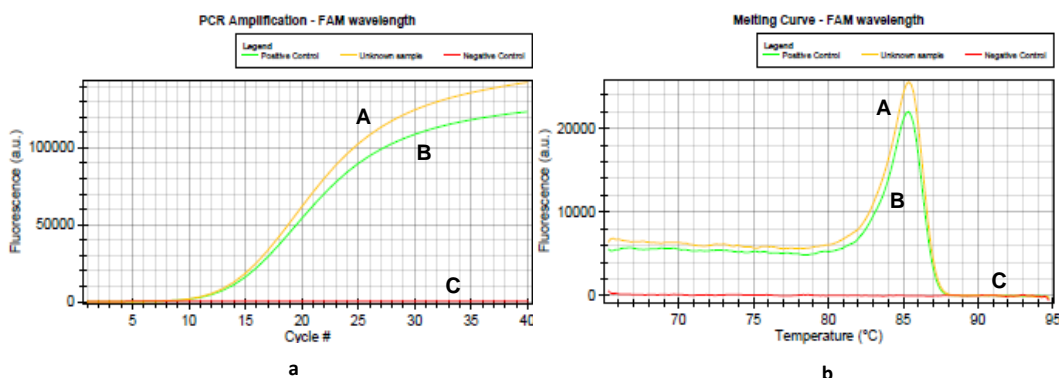 PCR Amplification - FAM wavelength
Legend
Positive Control Unknown sample Negative Control
Fluorescence (a.u.)
100000
50000
0
A
B
C
5 10 15 20 25 30 35 40
Cycle #
a
Melting Curve - FAM wavelength
Legend
Positive Control Unknown sample Negative Control
Fluorescence (a.u.)
20000
10000
0
A
B
C
70 75 80 85 90 95
Temperature (°C)
b